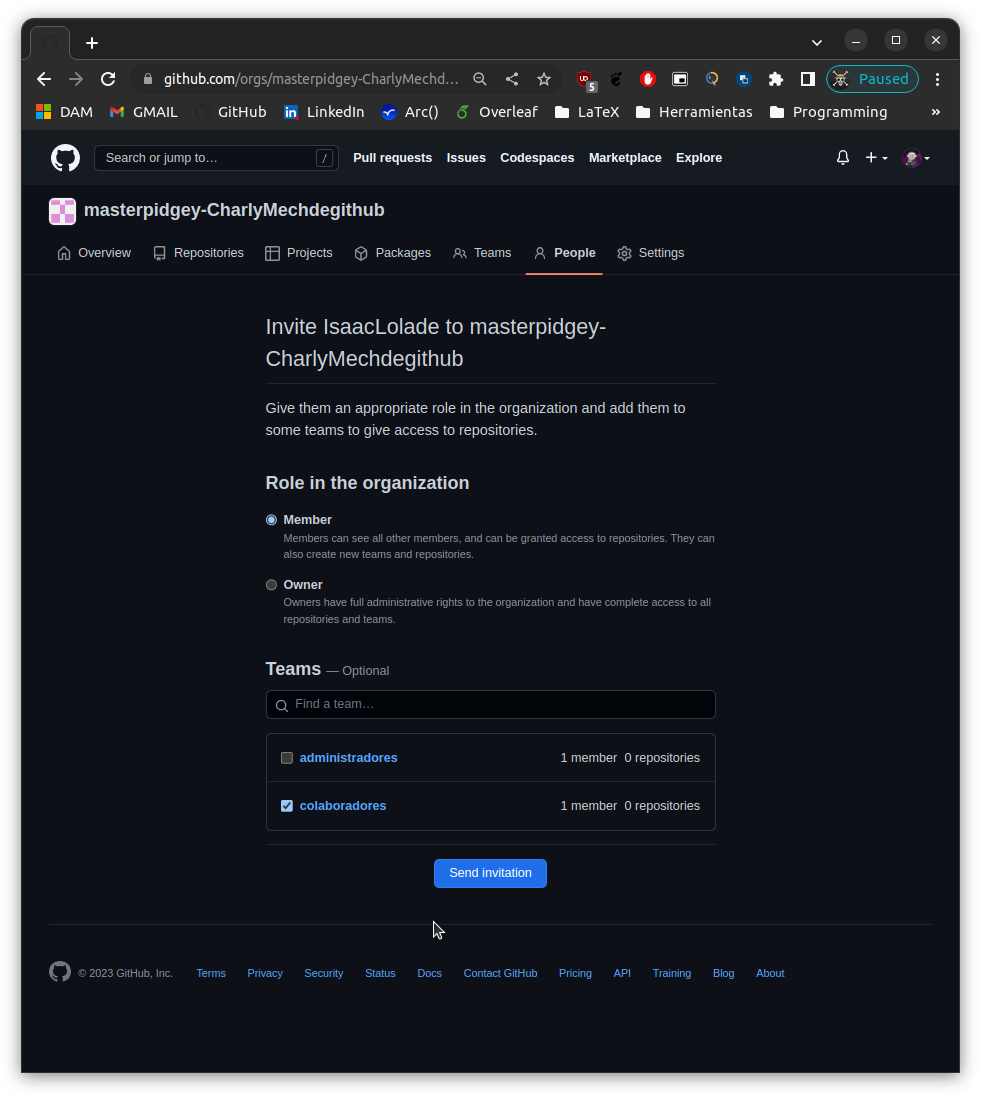 github.com/orgs/masterpidgey-CharlyMechd...
5
Paused
DAM
GMAIL
GitHub
LinkedIn
Arc()
Overleaf
LaTeX
Herramientas
Programming
»
Search or jump to...
/
Pull requests
Issues
Codespaces
Marketplace
Explore
masterpidgey-CharlyMechdegithub
Overview
Repositories
Projects
Packages
Teams
People
Settings
Invite IsaacLolade to masterpidgey-
CharlyMechdegithub
Give them an appropriate role in the organization and add them to
some teams to give access to repositories.
Role in the organization
Member
Members can see all other members, and can be granted access to repositories. They can
also create new teams and repositories.
Owner
Owners have full administrative rights to the organization and have complete access to all
repositories and teams.
Teams — Optional
Find a team...
administradores 1 member 0 repositories
colaboradores 1 member 0 repositories
Send invitation
© 2023 GitHub, Inc.
Terms
Privacy
Security
Status
Docs
Contact GitHub
Pricing
API
Training
Blog
About